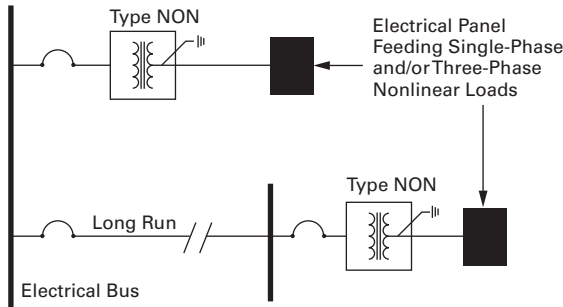 Type NON
Electrical Panel
Feeding Single-Phase
and/or Three-Phase
Nonlinear Loads
Type NON
Long Run
Electrical Bus